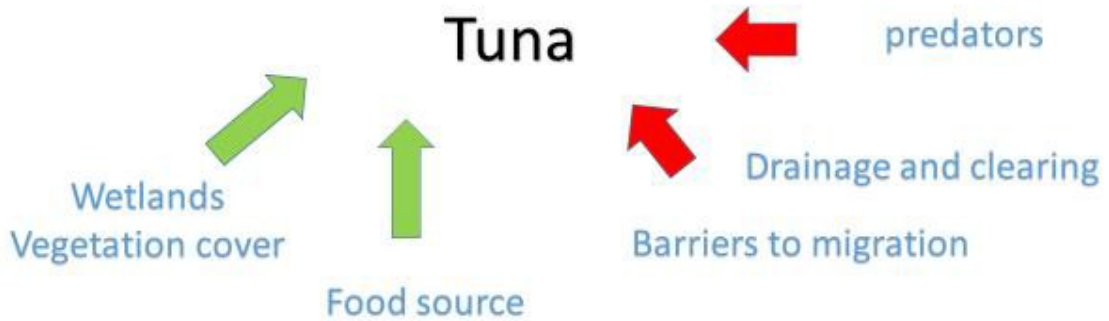 Tuna
predators
Drainage and clearing
Wetlands
Vegetation cover
Barriers to migration
Food source